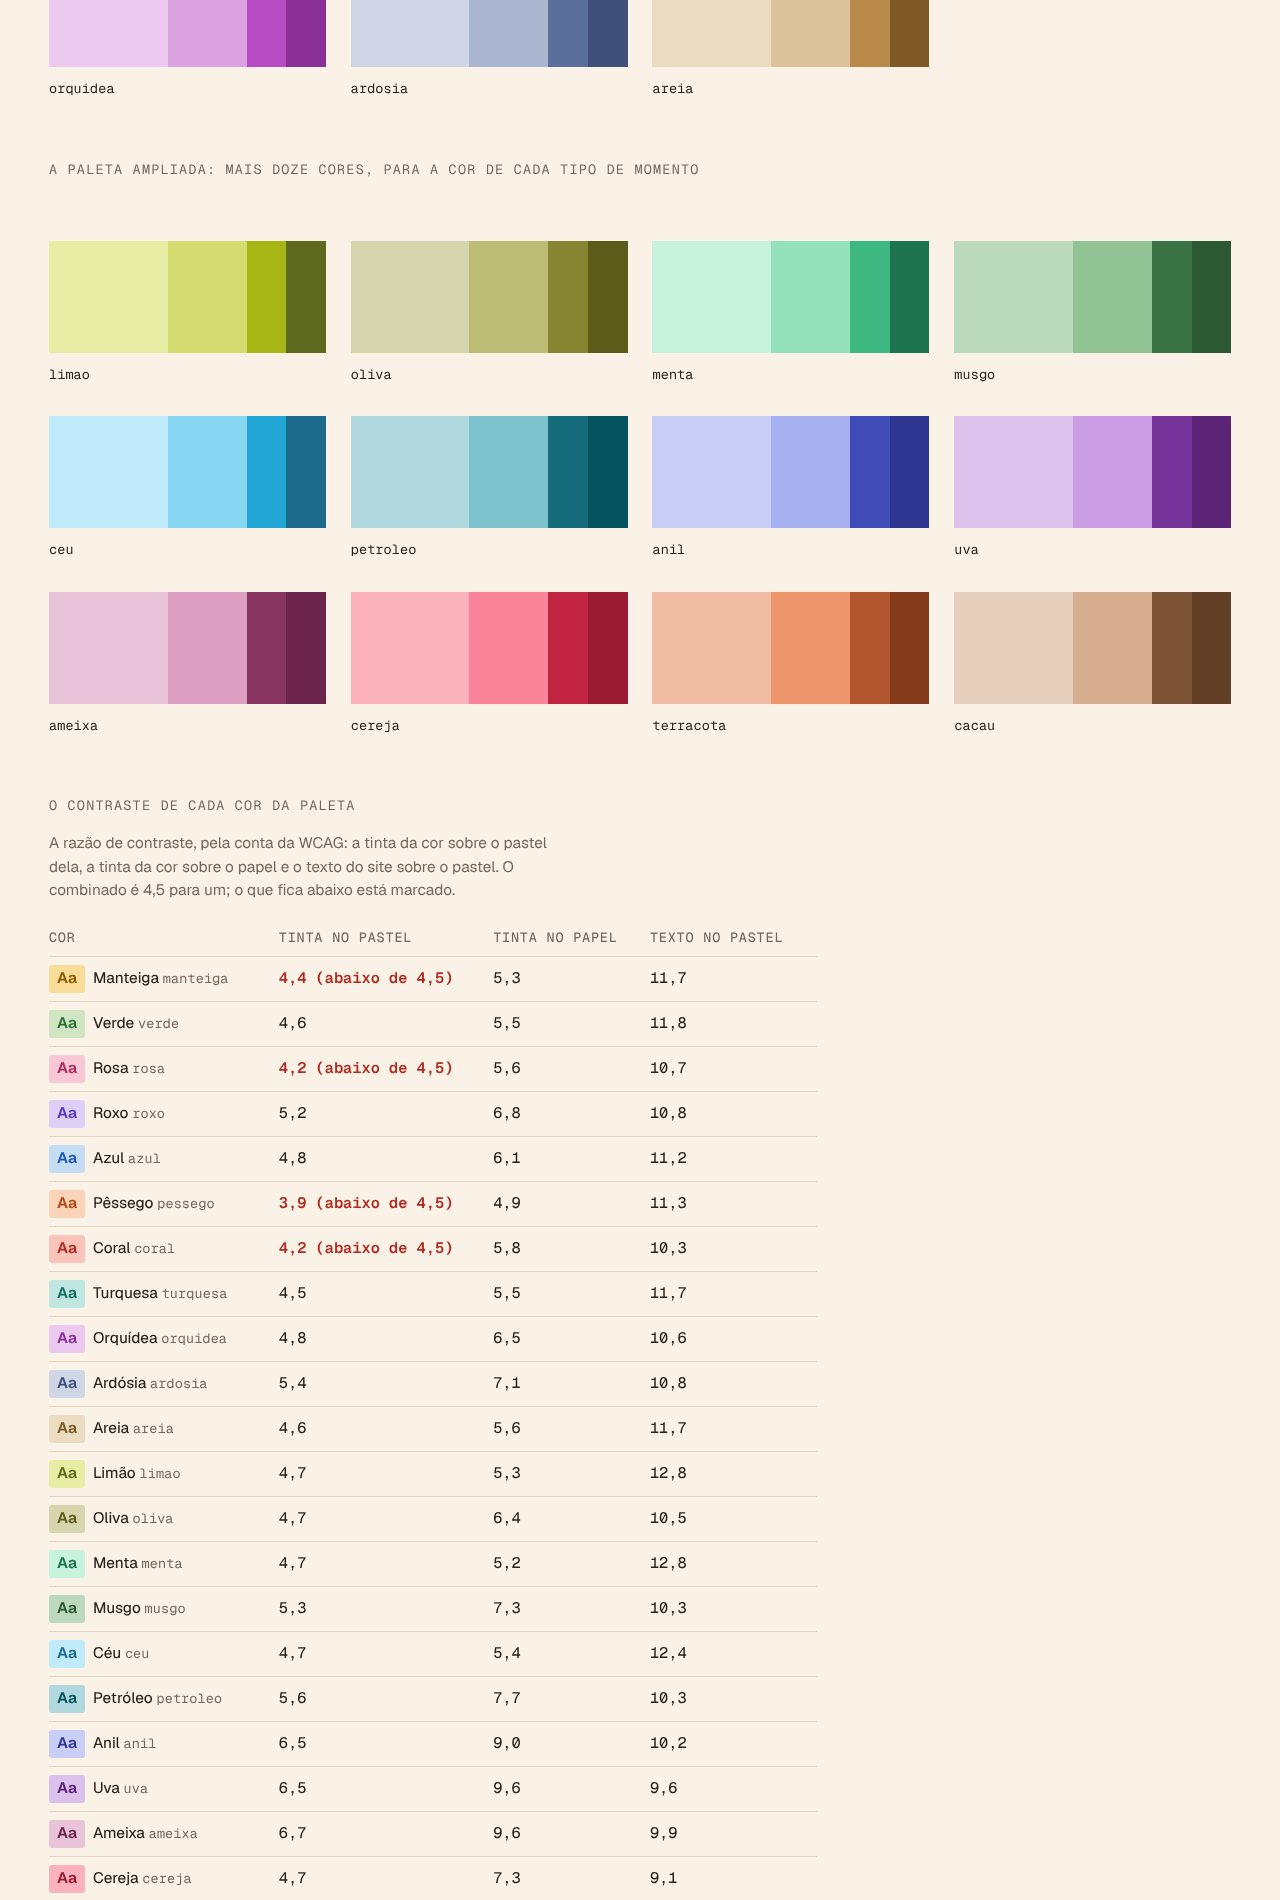 orquidea ardosia areia
A PALETA AMPLIADA: MAIS DOZE CORES, PARA A COR DE CADA TIPO DE MOMENTO
limao oliva menta musgo
ceu petroleo anil uva
ameixa cereja terracota cacau
O CONTRASTE DE CADA COR DA PALETA
A razão de contraste, pela conta da WCAG: a tinta da cor sobre o pastel
dela, a tinta da cor sobre o papel e o texto do site sobre o pastel. O
combinado é 4,5 para um; o que fica abaixo está marcado.
COR TINTA NO PASTEL TINTA NO PAPEL TEXTO NO PASTEL
Aa Manteiga manteiga 4,4 (abaixo de 4,5) 5,3 11,7
Aa Verde verde 4,6 5,5 11,8
Aa Rosa rosa 4,2 (abaixo de 4,5) 5,6 10,7
Aa Roxo roxo 5,2 6,8 10,8
Aa Azul azul 4,8 6,1 11,2
Aa Pêssego pessego 3,9 (abaixo de 4,5) 4,9 11,3
Aa Coral coral 4,2 (abaixo de 4,5) 5,8 10,3
Aa Turquesa turquesa 4,5 5,5 11,7
Aa Orquídea orquidea 4,8 6,5 10,6
Aa Ardósia ardosia 5,4 7,1 10,8
Aa Areia areia 4,6 5,6 11,7
Aa Limão limao 4,7 5,3 12,8
Aa Oliva oliva 4,7 6,4 10,5
Aa Menta menta 4,7 5,2 12,8
Aa Musgo musgo 5,3 7,3 10,3
Aa Céu ceu 4,7 5,4 12,4
Aa Petróleo petroleo 5,6 7,7 10,3
Aa Anil anil 6,5 9,0 10,2
Aa Uva uva 6,5 9,6 9,6
Aa Ameixa ameixa 6,7 9,6 9,9
Aa Cereja cereja 4,7 7,3 9,1